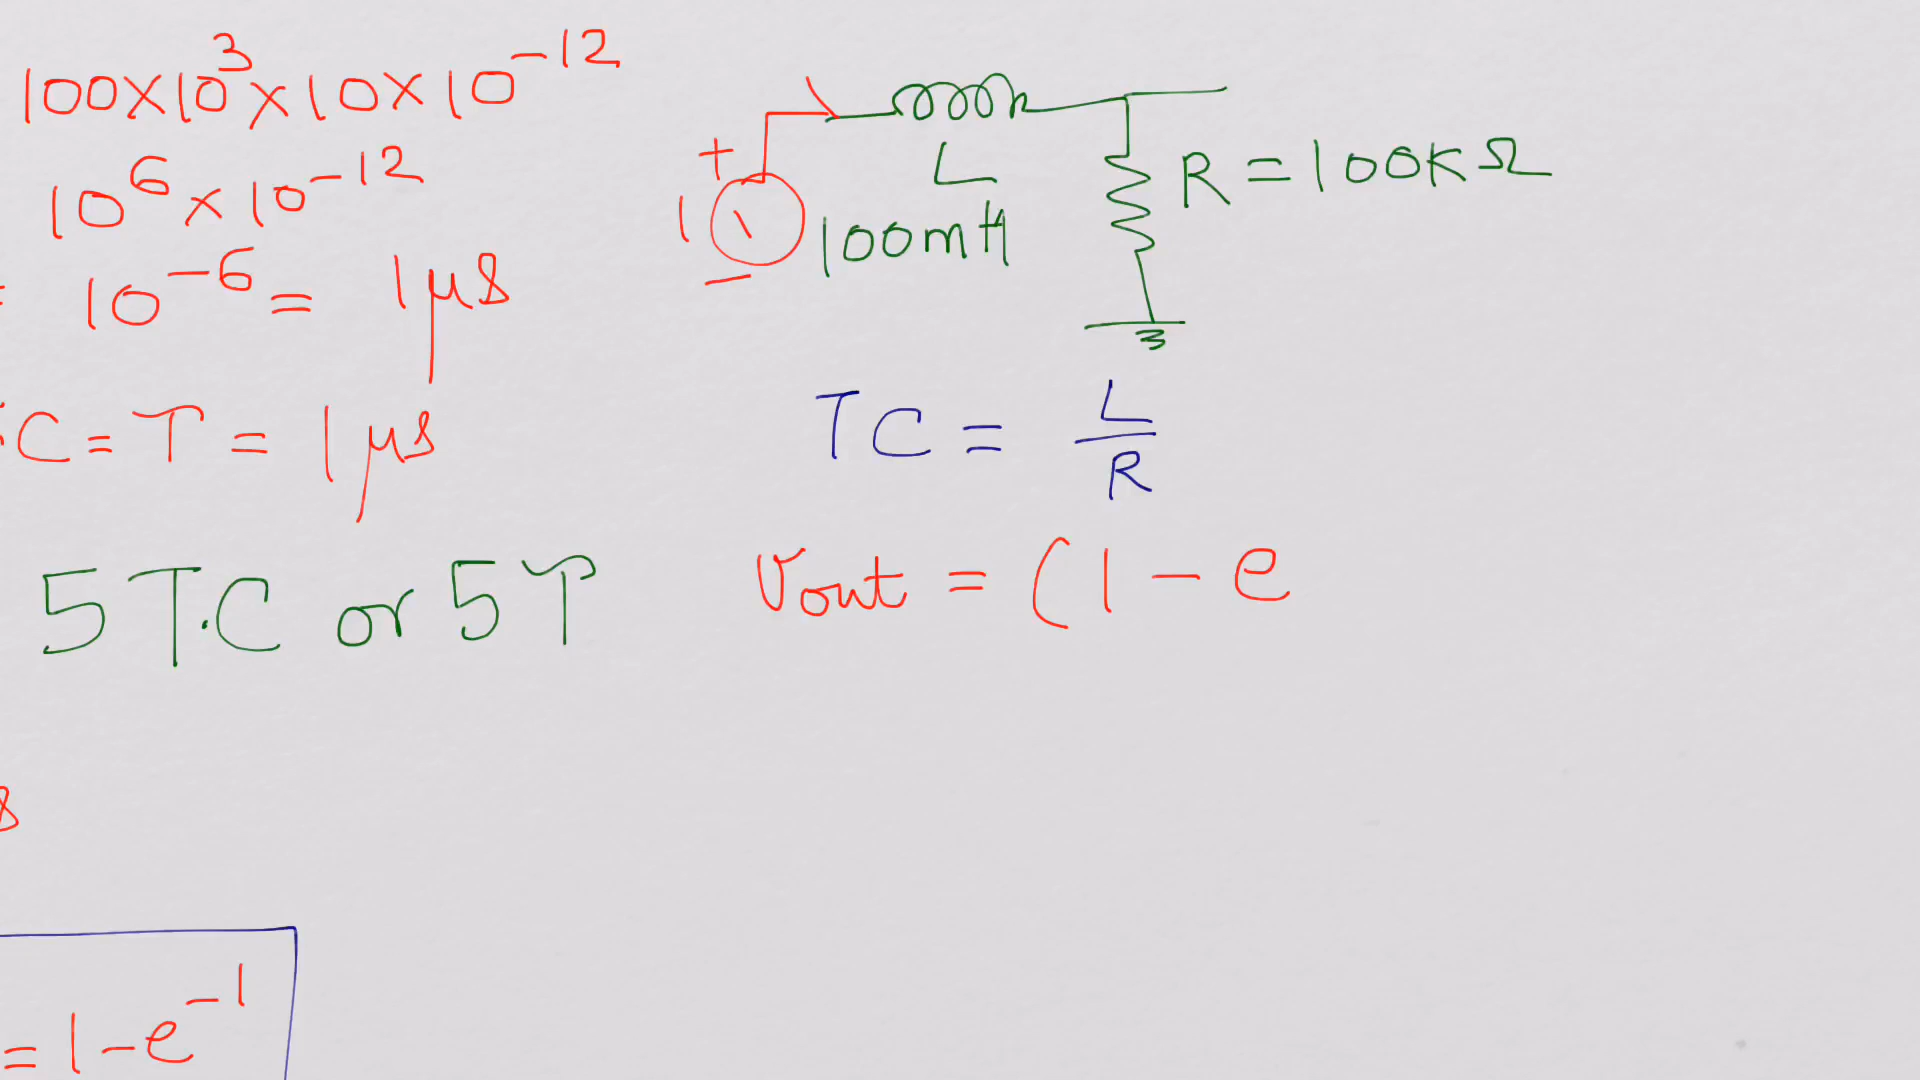 100×10³×10×10⁻¹²
10⁶×10⁻¹²
= 10⁻⁶ = 1μs
C = T = 1μs
5 T.C or 5T
s
= 1-e⁻¹
+
1
-
L
100mH
R = 100KΩ
TC = L/R
Vout = (1 - e